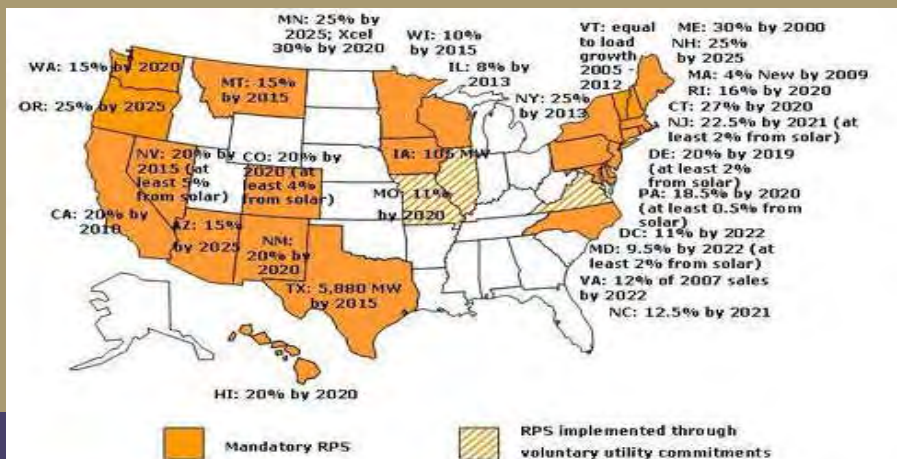 MN: 25% by
2025; Xcel
30% by 2020
WI: 10%
by 2015
IL: 8% by
2013
NY: 25%
by 2013
VT: equal
to load
growth
2005 -
2012
ME: 30% by 2000
NH: 25%
by 2025
MA: 4% New by 2009
RI: 16% by 2020
CT: 27% by 2020
NJ: 22.5% by 2021 (at
least 2% from solar)
DE: 20% by 2019
(at least 2%
from solar)
PA: 18.5% by 2020
(at least 0.5% from
solar)
DC: 11% by 2022
MD: 9.5% by 2022 (at
least 2% from solar)
VA: 12% of 2007 sales
by 2022
NC: 12.5% by 2021
WA: 15% by 2020
OR: 25% by 2025
MT: 15%
by 2015
NV: 20% by
2015 (at
least 5%
from solar)
CO: 20% by
2020 (at
least 4%
from solar)
IA: 105 MW
MO: 11%
by 2020
CA: 20% by
2010
AZ: 15%
by 2025
NM:
20% by
2020
TX: 5,880 MW
by 2015
HI: 20% by 2020
Mandatory RPS
RPS implemented through
voluntary utility commitments